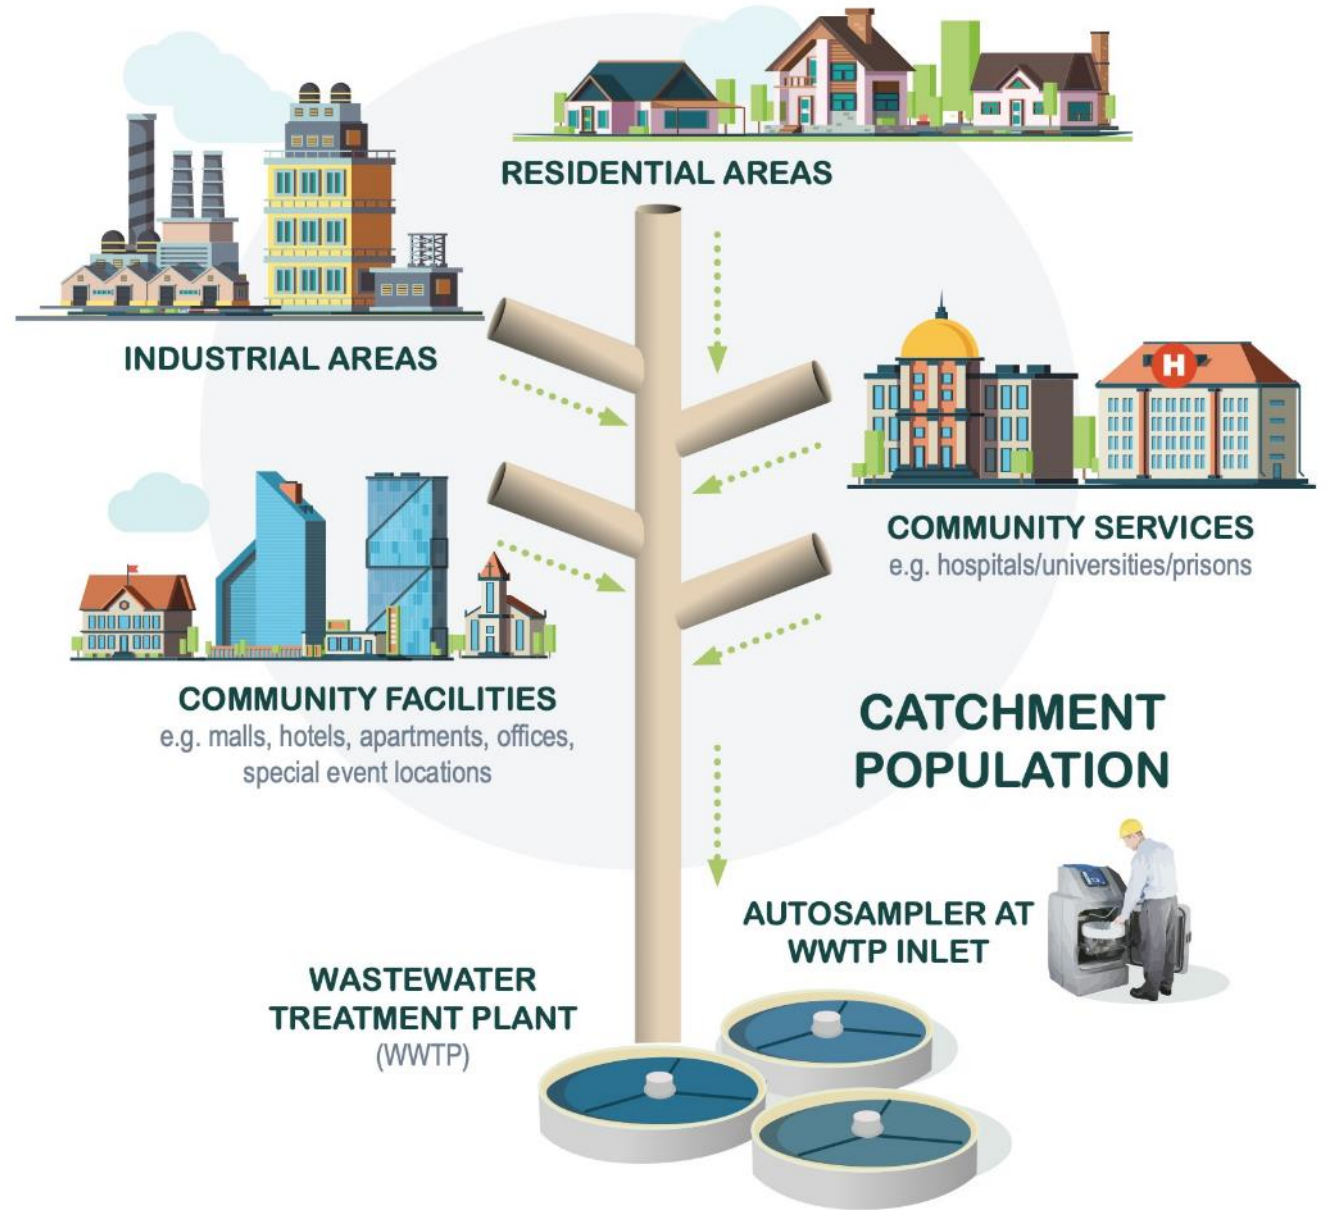 RESIDENTIAL AREAS
INDUSTRIAL AREAS
H
COMMUNITY SERVICES
e.g. hospitals/universities/prisons
COMMUNITY FACILITIES
e.g. malls, hotels, apartments, offices,
special event locations
CATCHMENT
POPULATION
AUTOSAMPLER AT
WWTP INLET
WASTEWATER
TREATMENT PLANT
(WWTP)